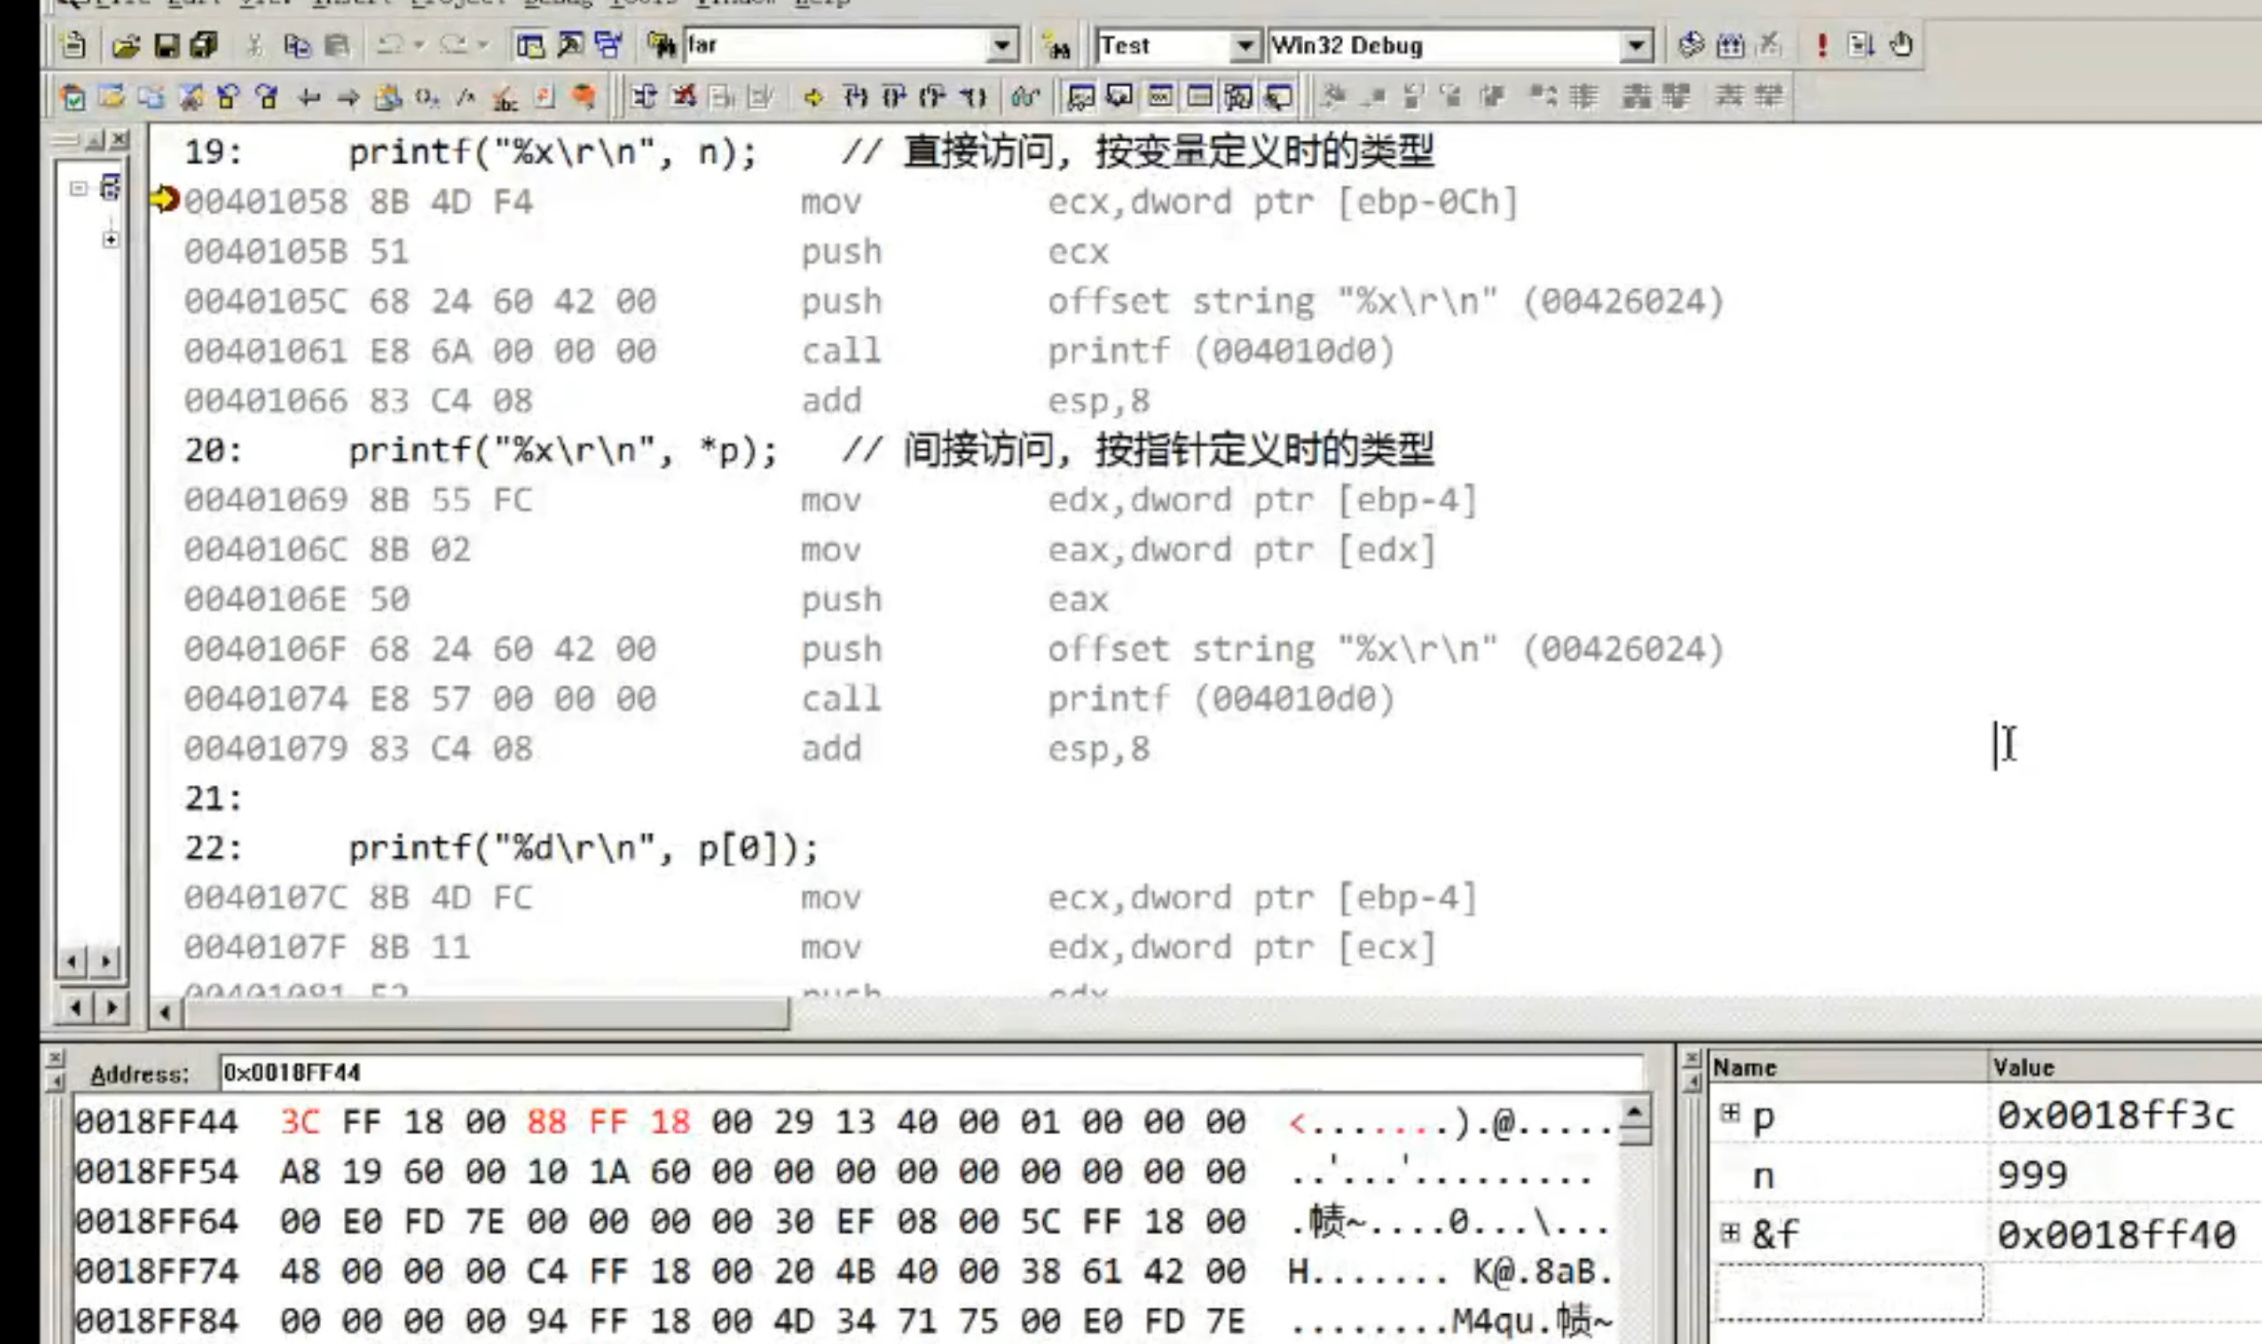 far Test Win32 Debug
19: printf("%x\r\n", n); // 直接访问，按变量定义时的类型
00401058 8B 4D F4 mov ecx,dword ptr [ebp-0Ch]
0040105B 51 push ecx
0040105C 68 24 60 42 00 push offset string "%x\r\n" (00426024)
00401061 E8 6A 00 00 00 call printf (004010d0)
00401066 83 C4 08 add esp,8
20: printf("%x\r\n", *p); // 间接访问，按指针定义时的类型
00401069 8B 55 FC mov edx,dword ptr [ebp-4]
0040106C 8B 02 mov eax,dword ptr [edx]
0040106E 50 push eax
0040106F 68 24 60 42 00 push offset string "%x\r\n" (00426024)
00401074 E8 57 00 00 00 call printf (004010d0)
00401079 83 C4 08 add esp,8
21:
22: printf("%d\r\n", p[0]);
0040107C 8B 4D FC mov ecx,dword ptr [ebp-4]
0040107F 8B 11 mov edx,dword ptr [ecx]
00401081 52 push edx
Address: 0x0018FF44
0018FF44 3C FF 18 00 88 FF 18 00 29 13 40 00 01 00 00 00 <.......).@.....
0018FF54 A8 19 60 00 10 1A 60 00 00 00 00 00 00 00 00 00 ..'...'.........
0018FF64 00 E0 FD 7E 00 00 00 00 30 EF 08 00 5C FF 18 00 .帻~....0...\...
0018FF74 48 00 00 00 C4 FF 18 00 20 4B 40 00 38 61 42 00 H....... K@.8aB.
0018FF84 00 00 00 00 94 FF 18 00 4D 34 71 75 00 E0 FD 7E ........M4qu.帻~
Name Value
p 0x0018ff3c
n 999
&f 0x0018ff40